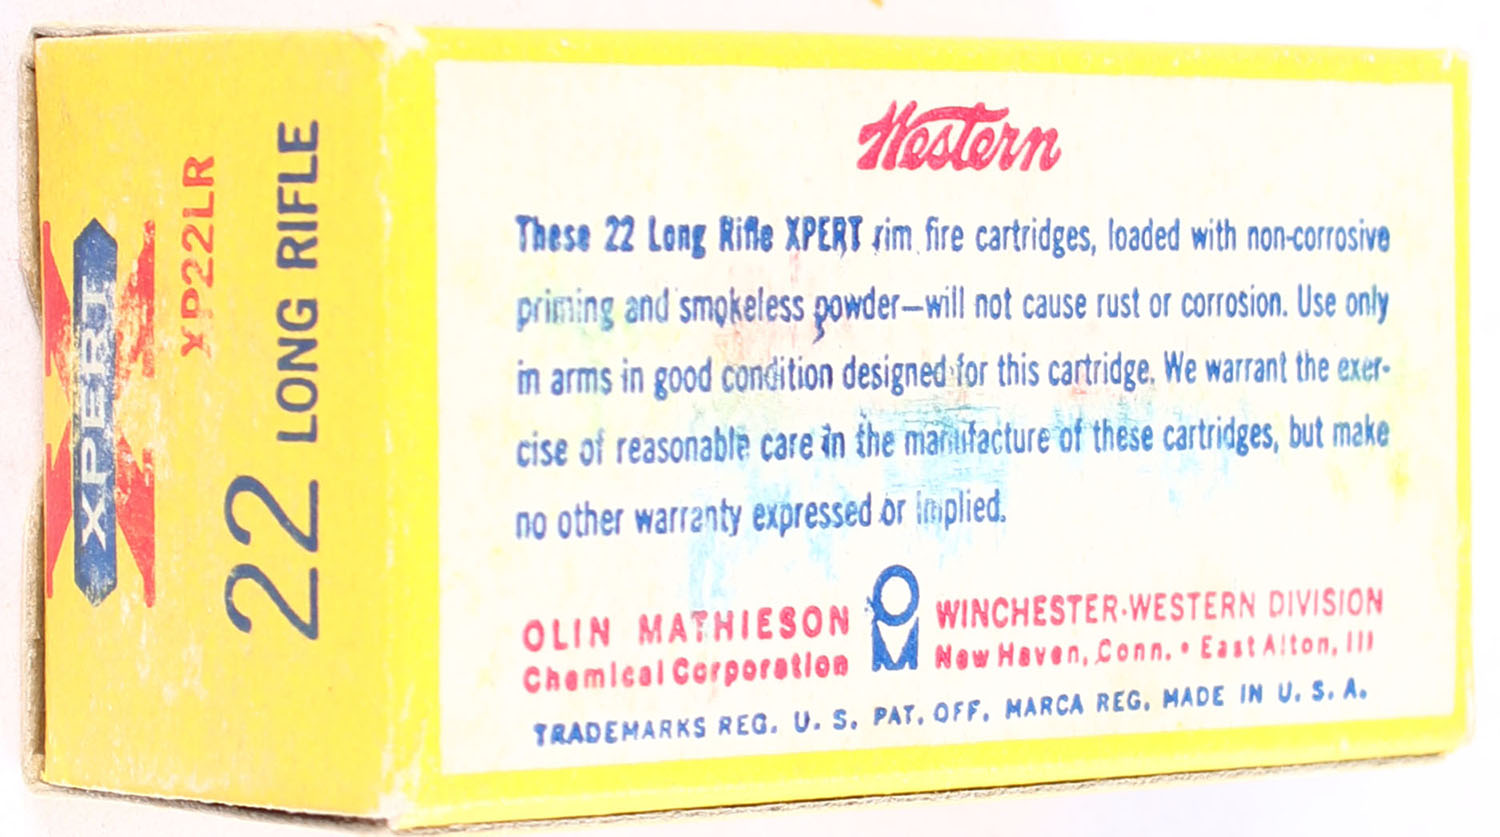 XPERT
XP22LR
22 LONG RIFLE
Western
These 22 Long Rifle XPERT rim fire cartridges, loaded with non-corrosive
priming and smokeless powder—will not cause rust or corrosion. Use only
in arms in good condition designed for this cartridge. We warrant the exer-
cise of reasonable care in the manufacture of these cartridges, but make
no other warranty expressed or implied.
OLIN MATHIESON
Chemical Corporation
WINCHESTER-WESTERN DIVISION
New Haven, Conn. • East Alton, Ill
TRADEMARKS REG. U. S. PAT. OFF. MARCA REG. MADE IN U. S. A.